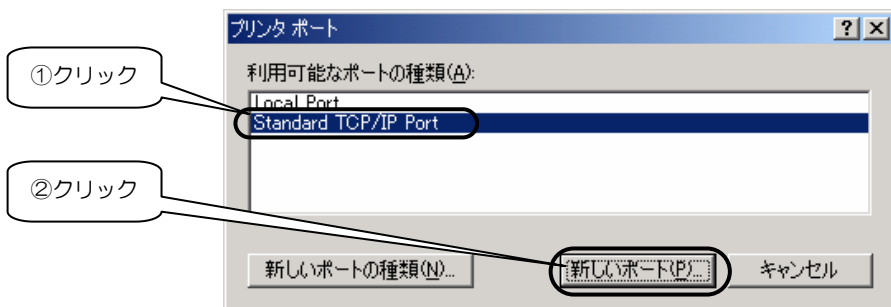 プリンタ ポート
①クリック
利用可能なポートの種類(A):
Local Port
Standard TCP/IP Port
②クリック
新しいポートの種類(N)...
新しいポート(P)...
キャンセル